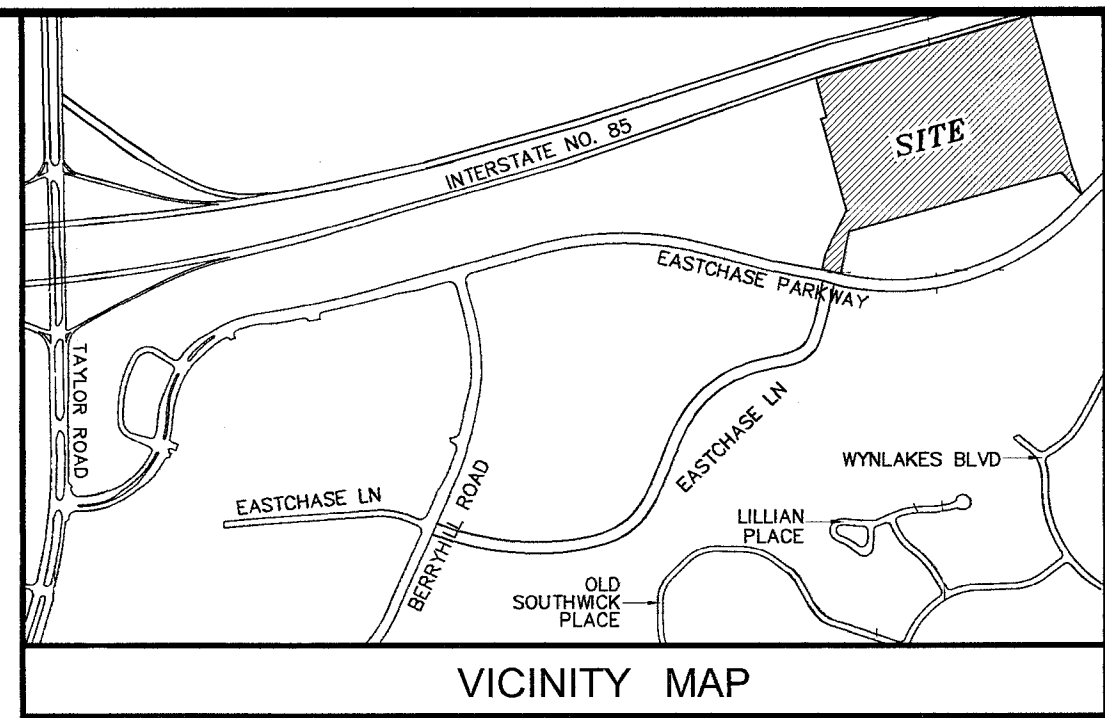 SITE
INTERSTATE NO. 85
EASTCHASE PARKWAY
TAYLOR ROAD
EASTCHASE LN
WYNLAKES BLVD
BERRYHILL ROAD
EASTCHASE LN
LILLIAN
PLACE
OLD
SOUTHWICK
PLACE
VICINITY MAP